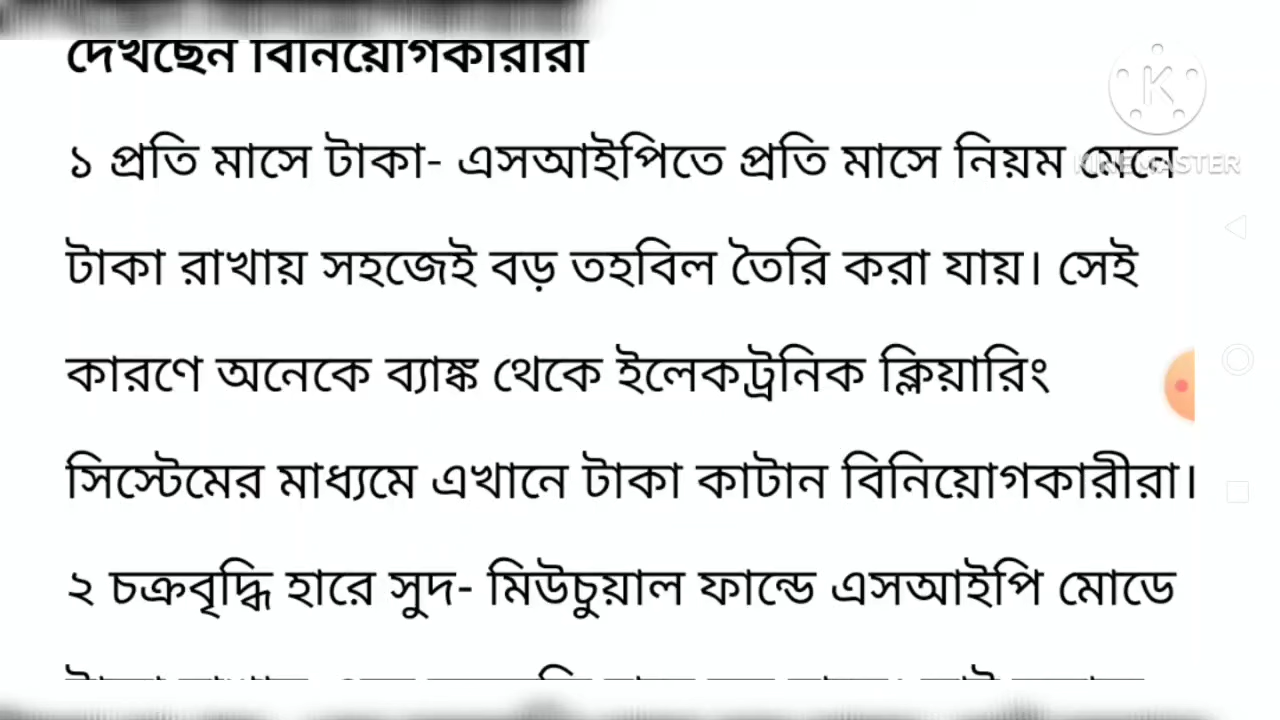 দেখছেন বিনিয়োগকারীরা
১ প্রতি মাসে টাকা- এসআইপিতে প্রতি মাসে নিয়ম মেনে
KINEMASTER
টাকা রাখায় সহজেই বড় তহবিল তৈরি করা যায়। সেই
কারণে অনেকে ব্যাঙ্ক থেকে ইলেকট্রনিক ক্লিয়ারিং
সিস্টেমের মাধ্যমে এখানে টাকা কাটান বিনিয়োগকারীরা।
২ চক্রবৃদ্ধি হারে সুদ- মিউচুয়াল ফান্ডে এসআইপি মোডে